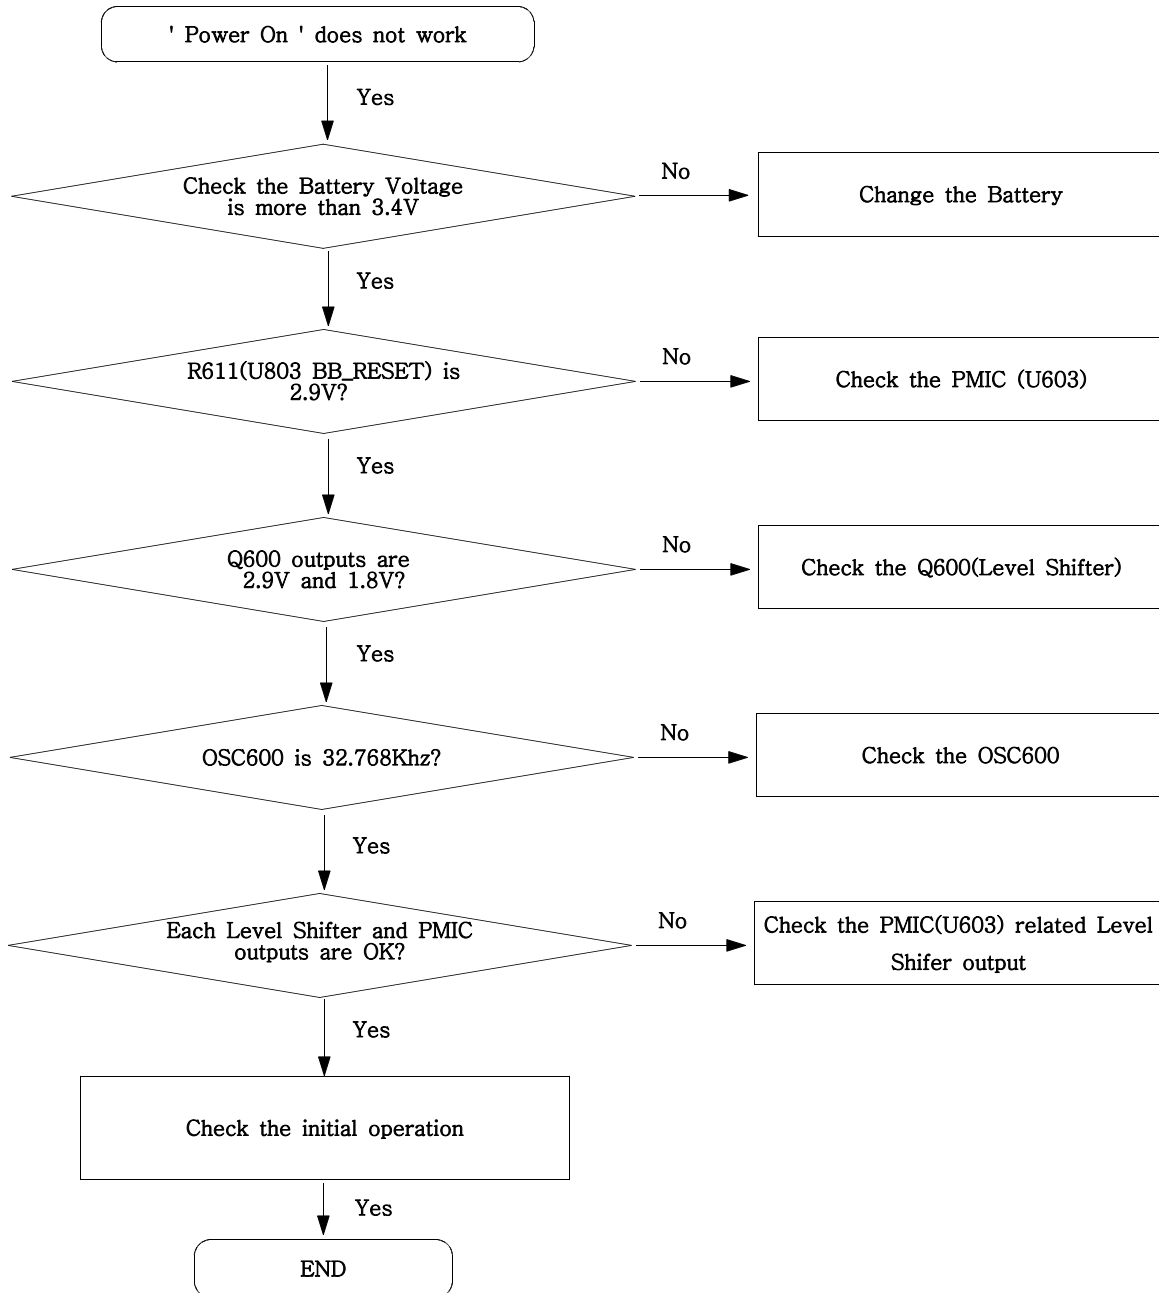 ' Power On ' does not work
Yes
Check the Battery Voltage
is more than 3.4V
No
Change the Battery
Yes
R611(U803 BB_RESET) is
2.9V?
No
Check the PMIC (U603)
Yes
Q600 outputs are
2.9V and 1.8V?
No
Check the Q600(Level Shifter)
Yes
OSC600 is 32.768Khz?
No
Check the OSC600
Yes
Each Level Shifter and PMIC
outputs are OK?
No
Check the PMIC(U603) related Level
Shifer output
Yes
Check the initial operation
Yes
END